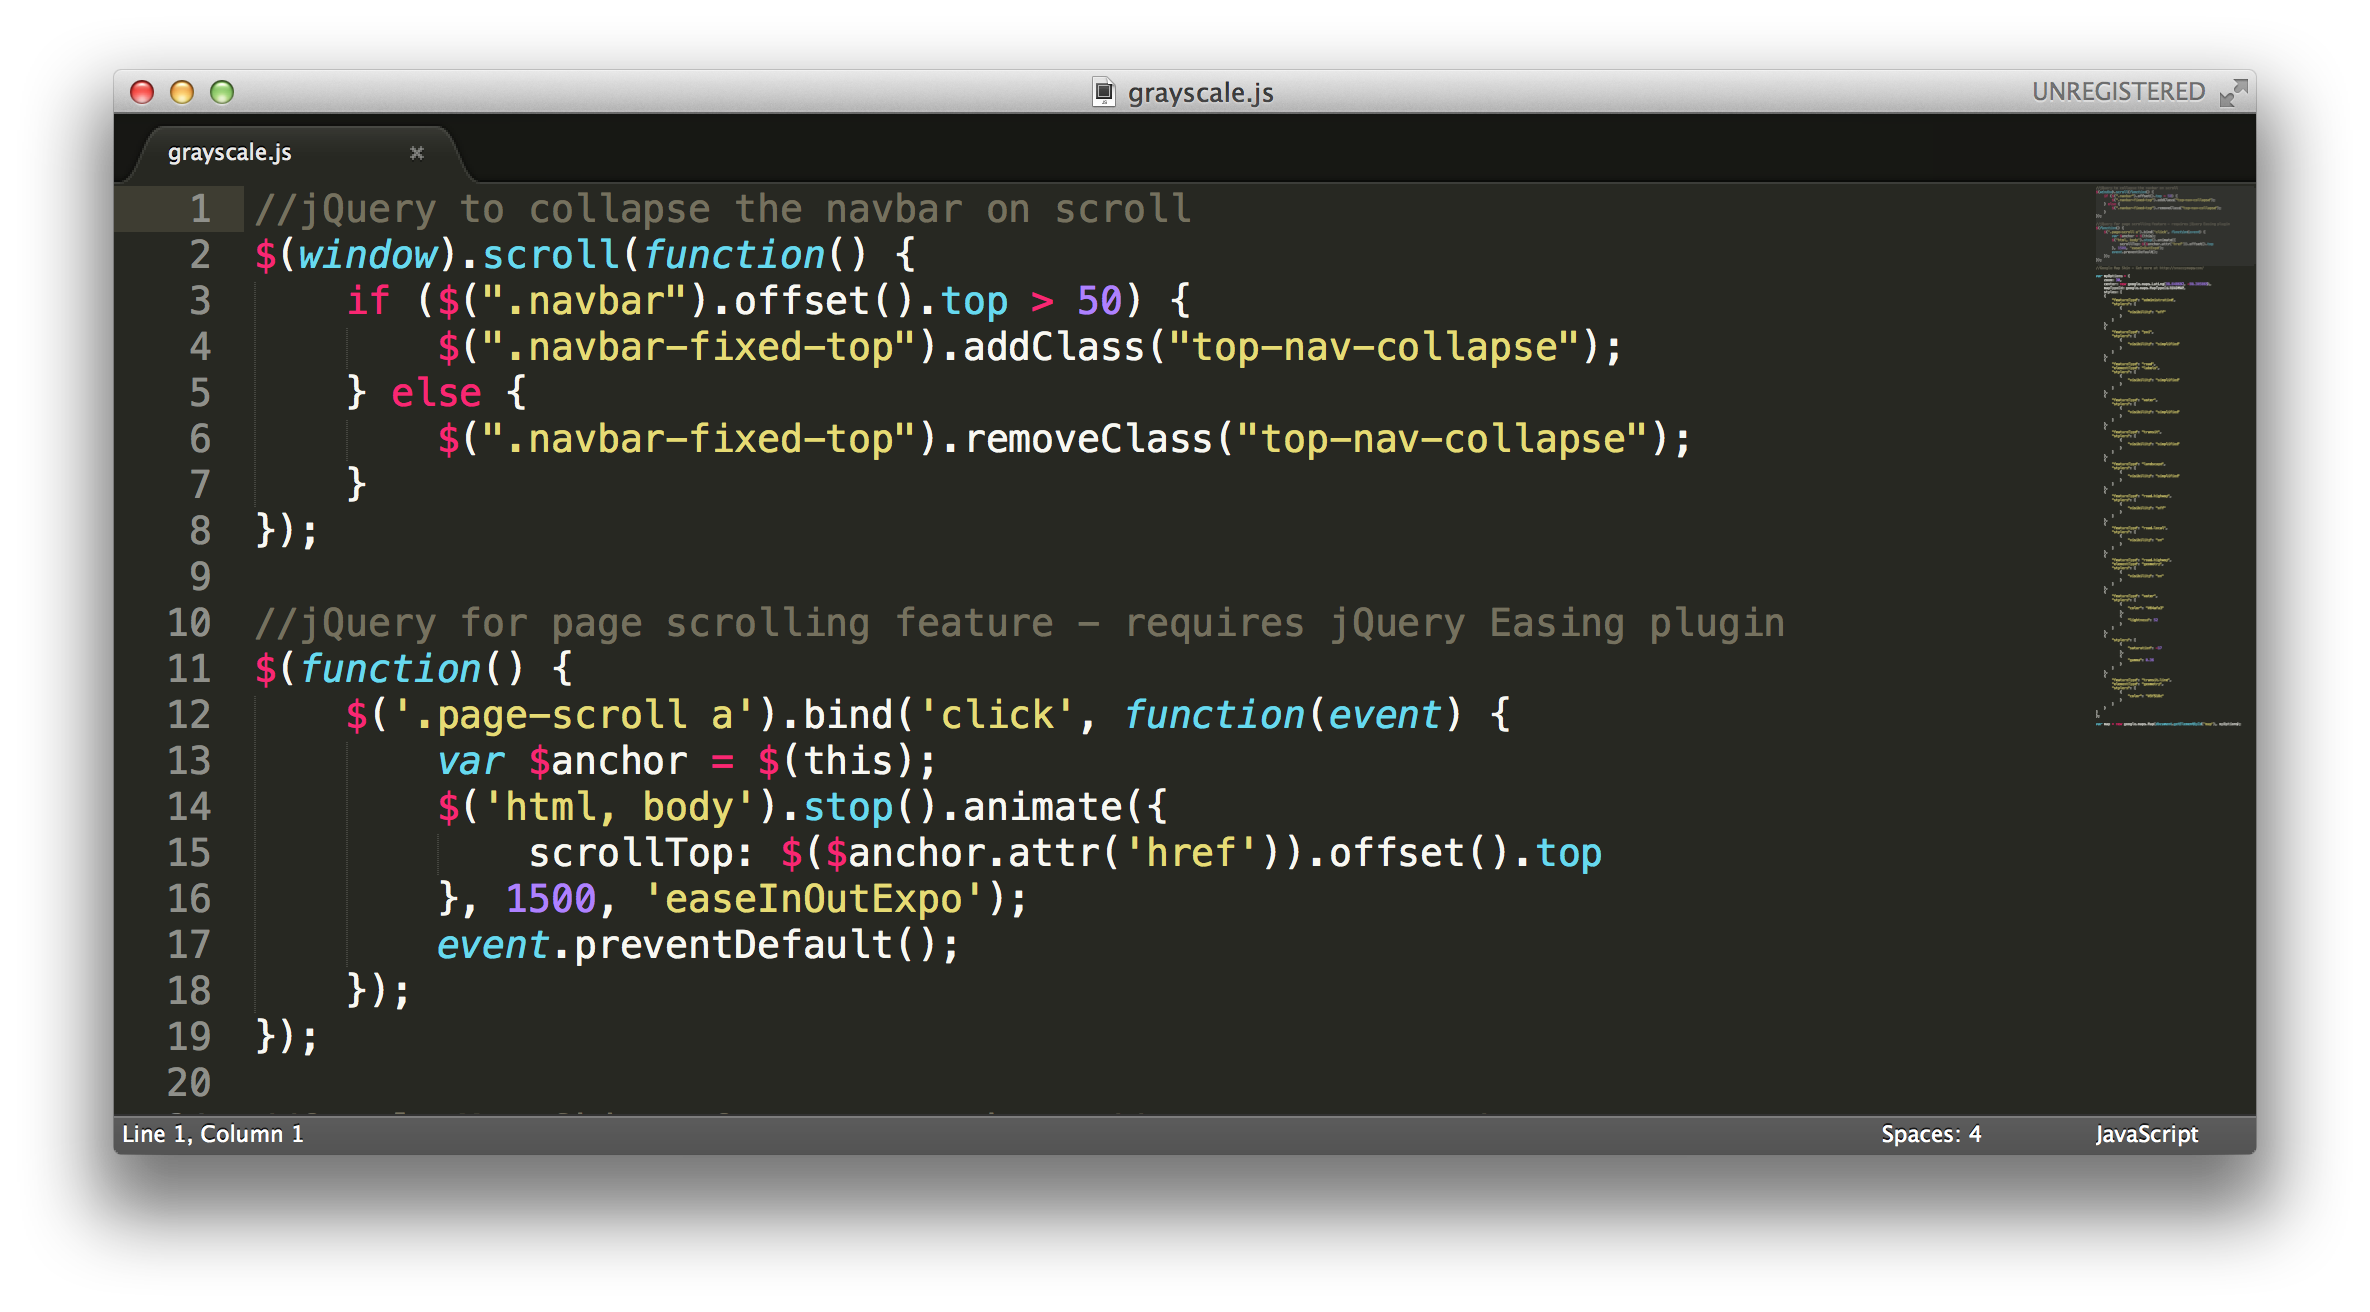 grayscale.js
UNREGISTERED
grayscale.js
1 //jQuery to collapse the navbar on scroll
2 $(window).scroll(function() {
3     if ($(".navbar").offset().top > 50) {
4         $(".navbar-fixed-top").addClass("top-nav-collapse");
5     } else {
6         $(".navbar-fixed-top").removeClass("top-nav-collapse");
7     }
8 });
9
10 //jQuery for page scrolling feature - requires jQuery Easing plugin
11 $(function() {
12     $('.page-scroll a').bind('click', function(event) {
13         var $anchor = $(this);
14         $('html, body').stop().animate({
15             scrollTop: $($anchor.attr('href')).offset().top
16         }, 1500, 'easeInOutExpo');
17         event.preventDefault();
18     });
19 });
20
Line 1, Column 1
Spaces: 4
JavaScript